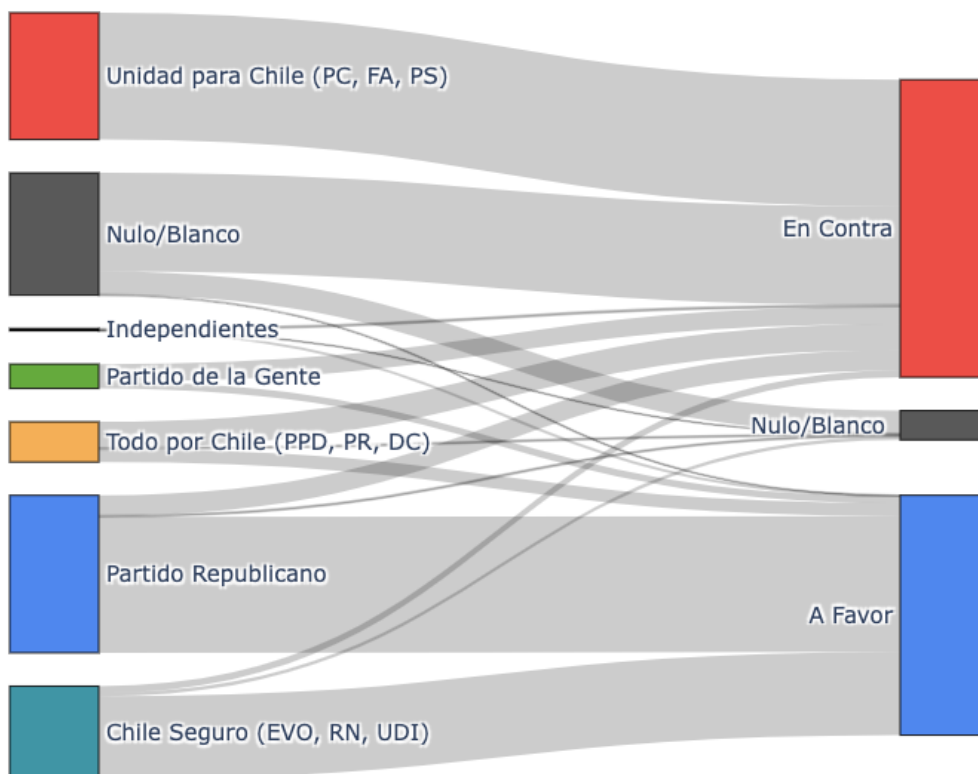 Unidad para Chile (PC, FA, PS)
Nulo/Blanco
Independientes
Partido de la Gente
Todo por Chile (PPD, PR, DC)
Partido Republicano
Chile Seguro (EVO, RN, UDI)
En Contra
Nulo/Blanco
A Favor